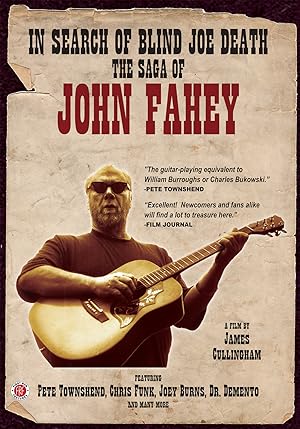 IN SEARCH OF BLIND JOE DEATH
THE SAGA OF
JOHN FAHEY
"The guitar-playing equivalent to
William Burroughs or Charles Bukowski."
-PETE TOWNSHEND
"Excellent! Newcomers and fans alike
will find a lot to treasure here."
-FILM JOURNAL
A FILM BY
JAMES
CULLINGHAM
FEATURING
PETE TOWNSHEND, CHRIS FUNK, JOEY BURNS, DR. DEMENTO
AND MANY MORE